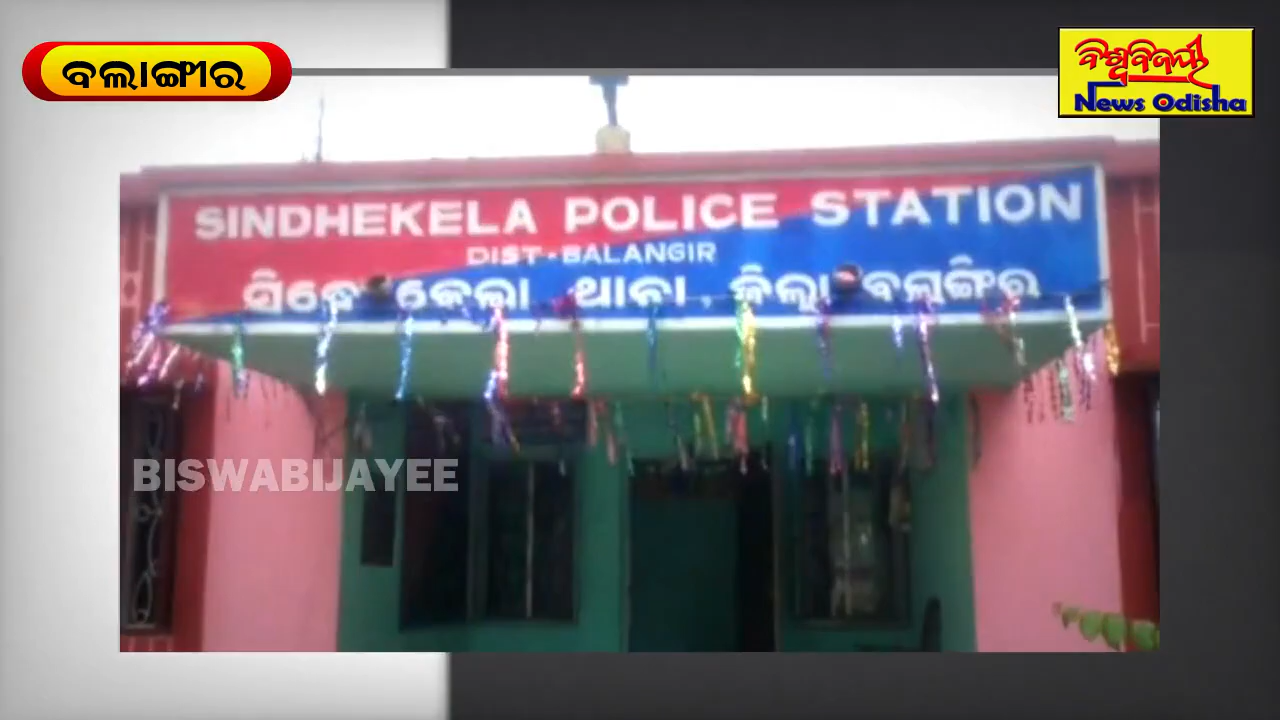 ବଲାଙ୍ଗୀର
ବିଶ୍ୱବିଜୟୀ
News Odisha
SINDHEKELA POLICE STATION
DIST-BALANGIR
ସିନ୍ଧେକେଲା ଥାନା, ଜିଲ୍ଲା ବଲାଙ୍ଗିର
BISWABIJAYEE